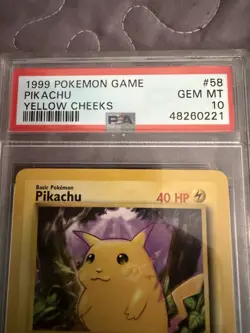 1999 POKEMON GAME #58
PIKACHU GEM MT
YELLOW CHEEKS 10
PSA 48260221
Basic Pokémon
Pikachu 40 HP